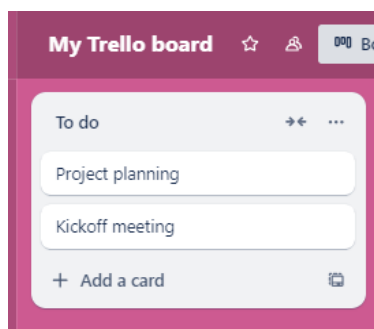 My Trello board
To do
Project planning
Kickoff meeting
+ Add a card